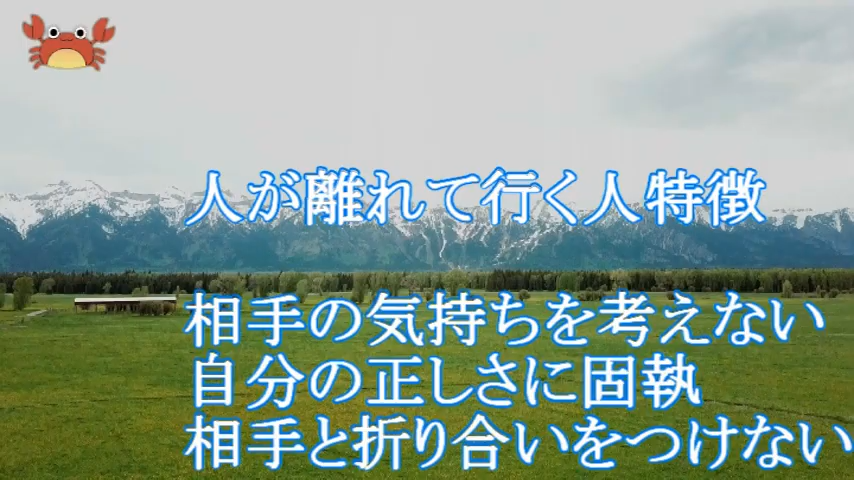 人が離れて行く人特徴
相手の気持ちを考えない
自分の正しさに固執
相手と折り合いをつけない